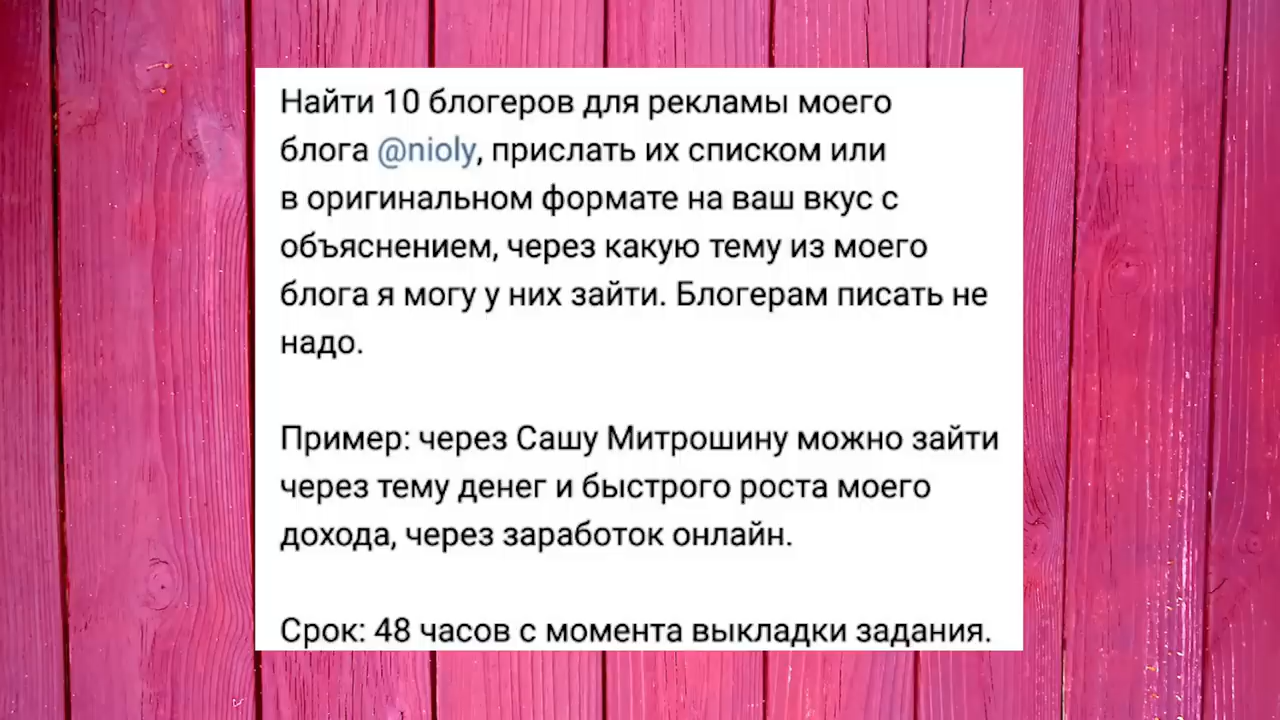 Найти 10 блогеров для рекламы моего
блога @nioly, прислать их списком или
в оригинальном формате на ваш вкус с
объяснением, через какую тему из моего
блога я могу у них зайти. Блогерам писать не
надо.
Пример: через Сашу Митрошину можно зайти
через тему денег и быстрого роста моего
дохода, через заработок онлайн.
Срок: 48 часов с момента выкладки задания.